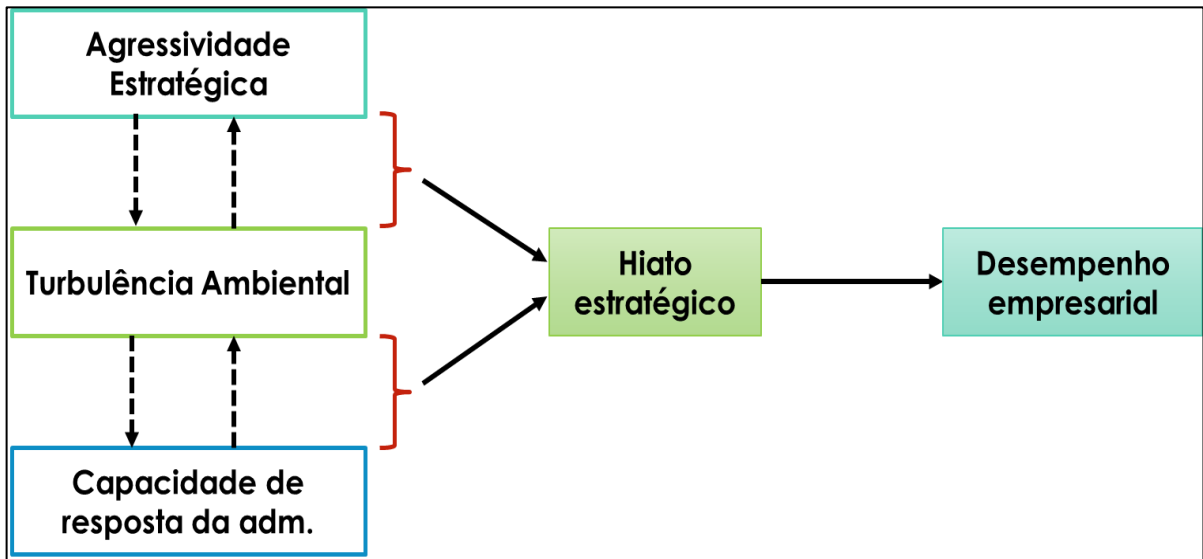 Agressividade
Estratégica
Turbulência Ambiental
Hiato
estratégico
Desempenho
empresarial
Capacidade de
resposta da adm.